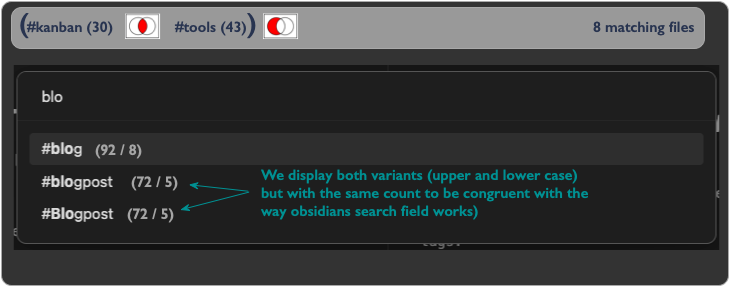 (#kanban (30) #tools (43)) 8 matching files
blo
#blog (92 / 8)
#blogpost (72 / 5)
#Blogpost (72 / 5)
We display both variants (upper and lower case)
but with the same count to be congruent with the
way obsidians search field works)